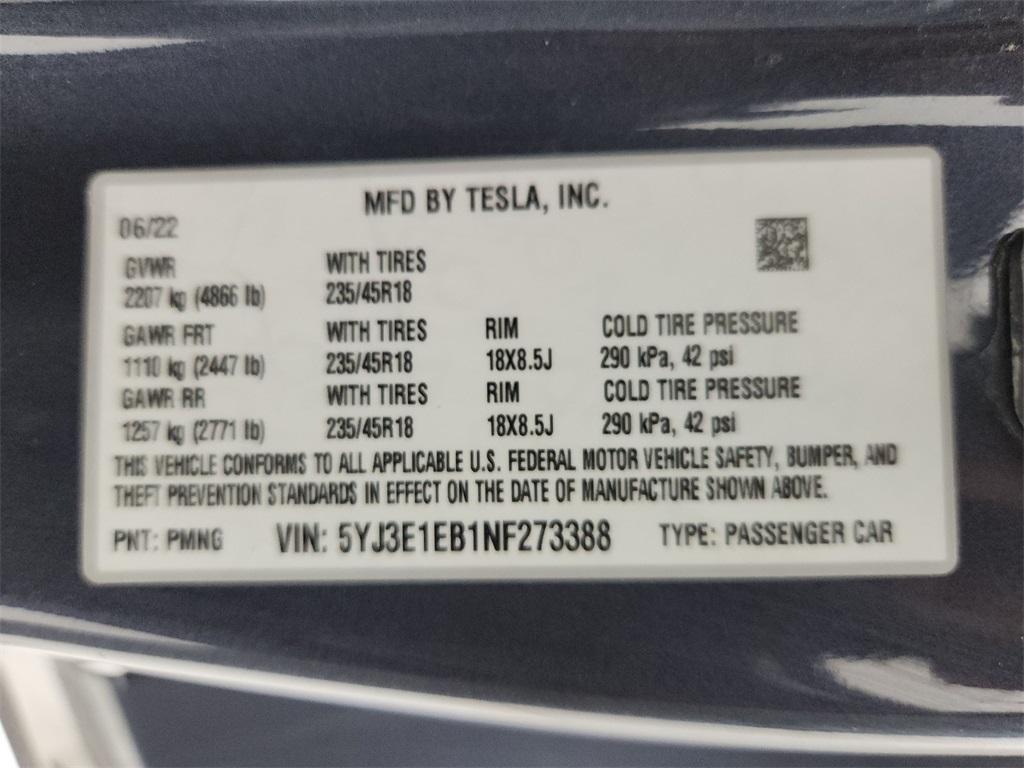 MFD BY TESLA, INC.
06/22
GVWR WITH TIRES
2207 kg (4866 lb) 235/45R18
GAWR FRT WITH TIRES RIM COLD TIRE PRESSURE
1110 kg (2447 lb) 235/45R18 18X8.5J 290 kPa, 42 psi
GAWR RR WITH TIRES RIM COLD TIRE PRESSURE
1257 kg (2771 lb) 235/45R18 18X8.5J 290 kPa, 42 psi
THIS VEHICLE CONFORMS TO ALL APPLICABLE U.S. FEDERAL MOTOR VEHICLE SAFETY, BUMPER, AND
THEFT PREVENTION STANDARDS IN EFFECT ON THE DATE OF MANUFACTURE SHOWN ABOVE.
PNT: PMNG VIN: 5YJ3E1EB1NF273388 TYPE: PASSENGER CAR